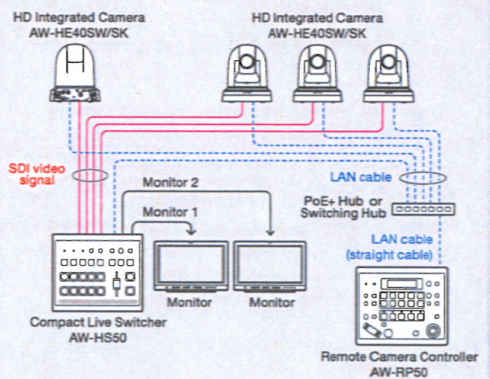 HD Integrated Camera
AW-HE40SW/SK
HD Integrated Camera
AW-HE40SW/SK
SDI video
signal
LAN cable
Monitor 2
Monitor 1
PoE+ Hub or
Switching Hub
LAN cable
(straight cable)
Monitor
Monitor
Compact Live Switcher
AW-HS50
Remote Camera Controller
AW-RP50